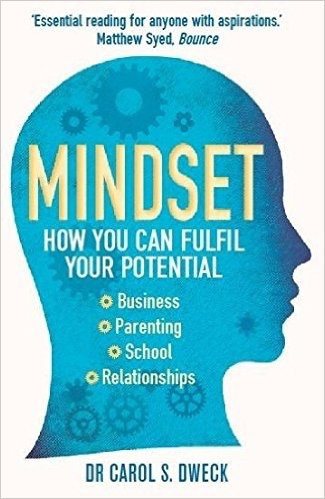 'Essential reading for anyone with aspirations.'
Matthew Syed, Bounce
MINDSET
HOW YOU CAN FULFIL
YOUR POTENTIAL
Business
Parenting
School
Relationships
DR CAROL S. DWECK